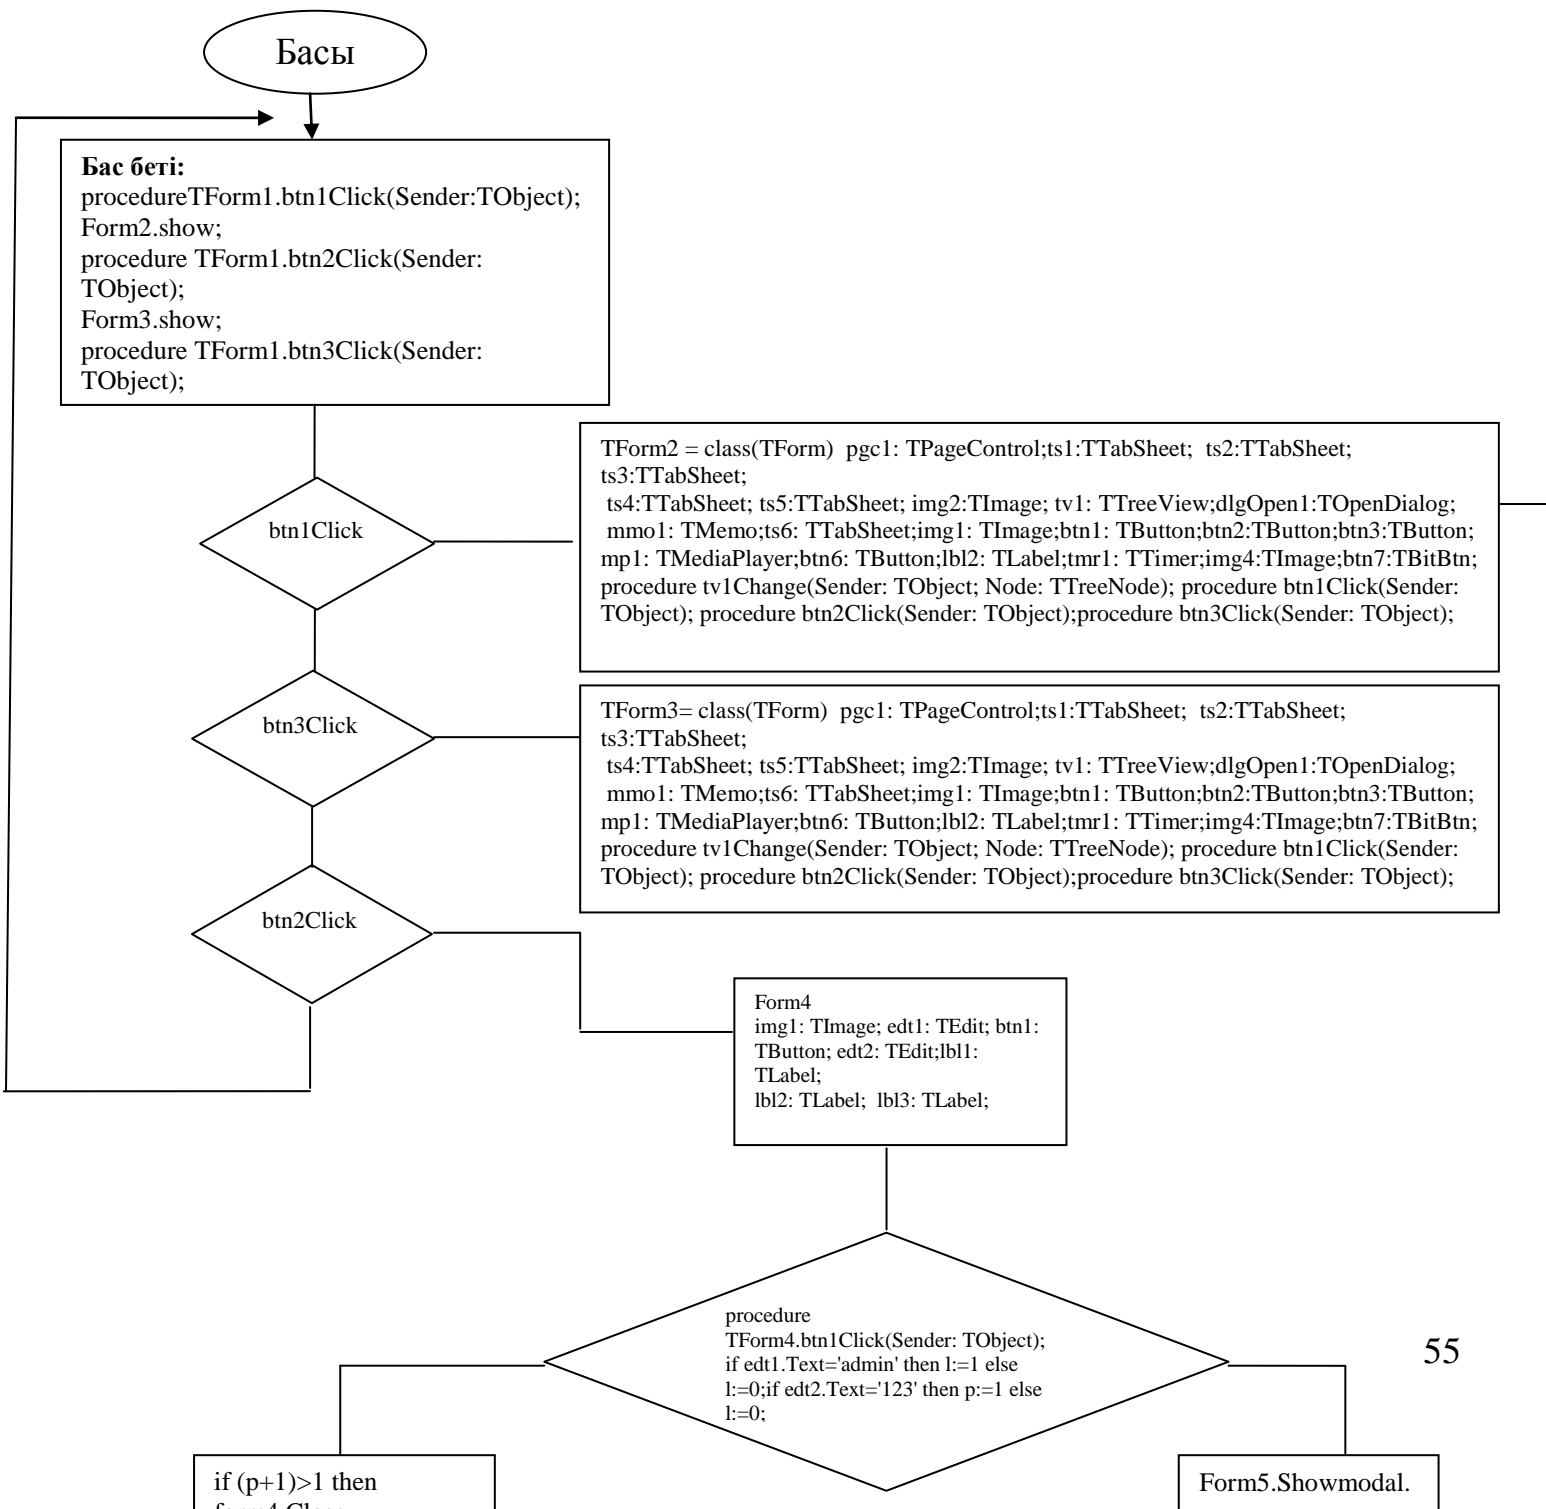 Басы
Бас беті:
procedureTForm1.btn1Click(Sender:TObject);
Form2.show;
procedure TForm1.btn2Click(Sender:
TObject);
Form3.show;
procedure TForm1.btn3Click(Sender:
TObject);
btn1Click
TForm2 = class(TForm)  pgc1: TPageControl;ts1:TTabSheet;  ts2:TTabSheet;
ts3:TTabSheet;
ts4:TTabSheet; ts5:TTabSheet; img2:TImage; tv1: TTreeView;dlgOpen1:TOpenDialog;
mmo1: TMemo;ts6: TTabSheet;img1: TImage;btn1: TButton;btn2:TButton;btn3:TButton;
mp1: TMediaPlayer;btn6: TButton;lbl2: TLabel;tmr1: TTimer;img4:TImage;btn7:TBitBtn;
procedure tv1Change(Sender: TObject; Node: TTreeNode); procedure btn1Click(Sender:
TObject); procedure btn2Click(Sender: TObject);procedure btn3Click(Sender: TObject);
btn3Click
TForm3= class(TForm)  pgc1: TPageControl;ts1:TTabSheet;  ts2:TTabSheet;
ts3:TTabSheet;
ts4:TTabSheet; ts5:TTabSheet; img2:TImage; tv1: TTreeView;dlgOpen1:TOpenDialog;
mmo1: TMemo;ts6: TTabSheet;img1: TImage;btn1: TButton;btn2:TButton;btn3:TButton;
mp1: TMediaPlayer;btn6: TButton;lbl2: TLabel;tmr1: TTimer;img4:TImage;btn7:TBitBtn;
procedure tv1Change(Sender: TObject; Node: TTreeNode); procedure btn1Click(Sender:
TObject); procedure btn2Click(Sender: TObject);procedure btn3Click(Sender: TObject);
btn2Click
Form4
img1: TImage; edt1: TEdit; btn1:
TButton; edt2: TEdit;lbl1:
TLabel;
lbl2: TLabel;  lbl3: TLabel;
procedure
TForm4.btn1Click(Sender: TObject);
if edt1.Text='admin' then l:=1 else
l:=0;if edt2.Text='123' then p:=1 else
l:=0;
55
if (p+1)>1 then
Form5.Showmodal.